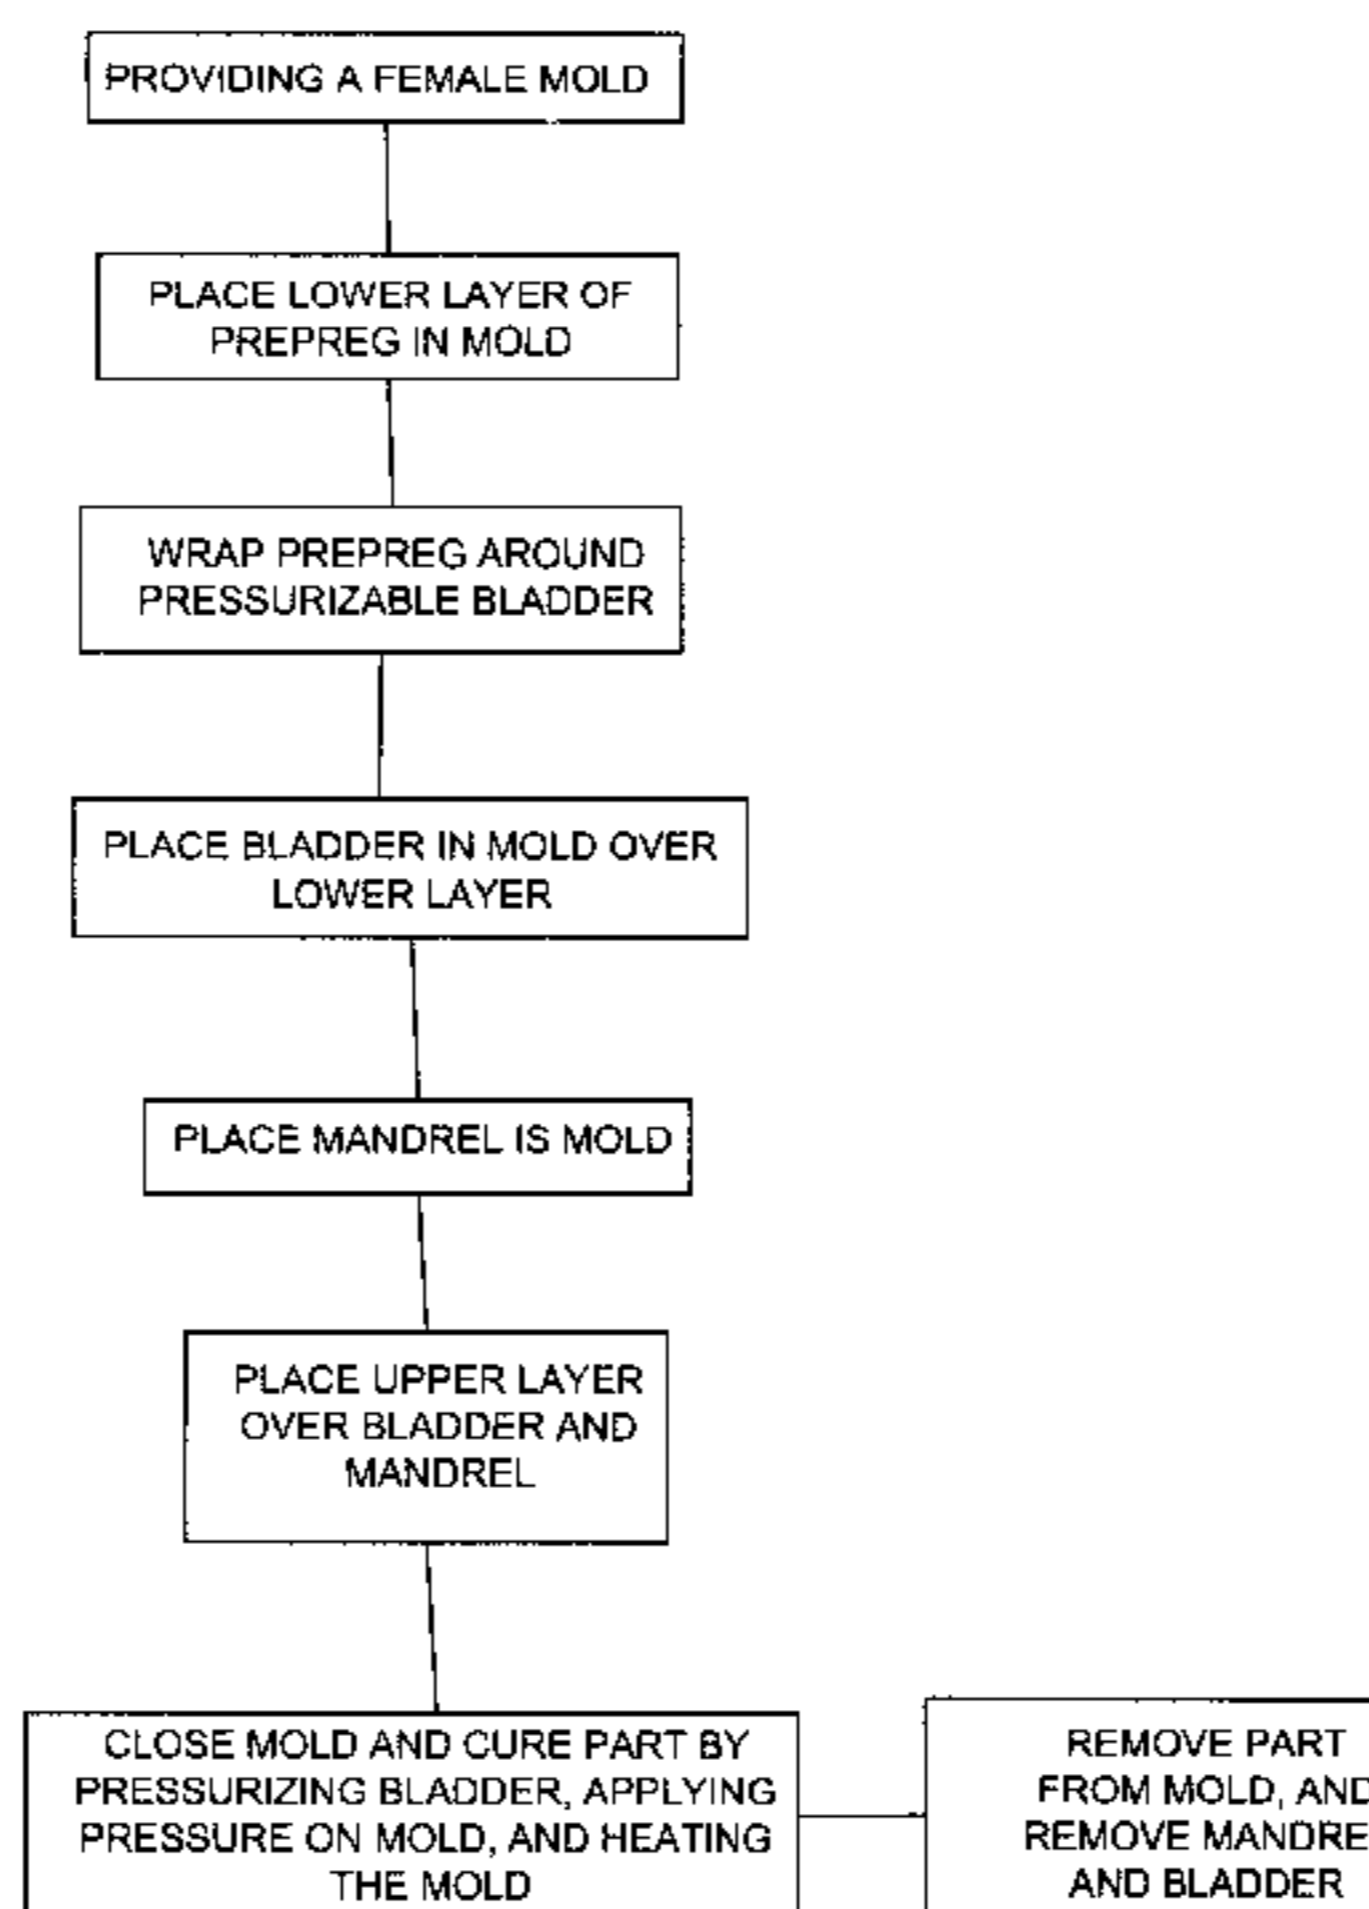 PROVIDING A FEMALE MOLD
PLACE LOWER LAYER OF
PREPREG IN MOLD
WRAP PREPREG AROUND
PRESSURIZABLE BLADDER
PLACE BLADDER IN MOLD OVER
LOWER LAYER
PLACE MANDREL IS MOLD
PLACE UPPER LAYER
OVER BLADDER AND
MANDREL
CLOSE MOLD AND CURE PART BY
PRESSURIZING BLADDER, APPLYING
PRESSURE ON MOLD, AND HEATING
THE MOLD
REMOVE PART
FROM MOLD, AND
REMOVE MANDRE
AND BLADDER